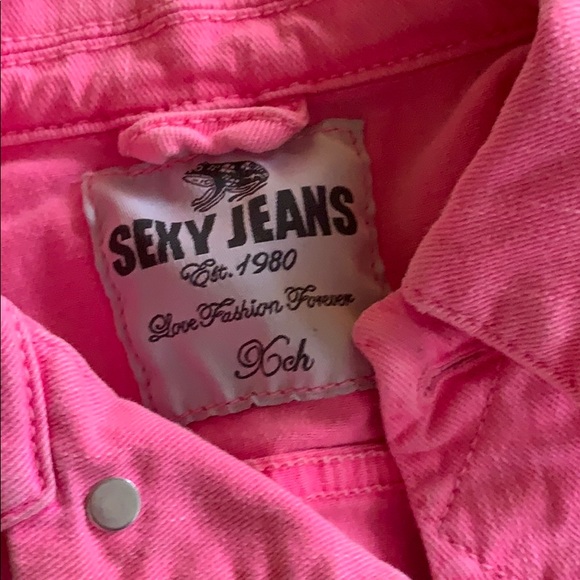 SEXY JEANS
Est. 1980
Love Fashion Forever
Xch